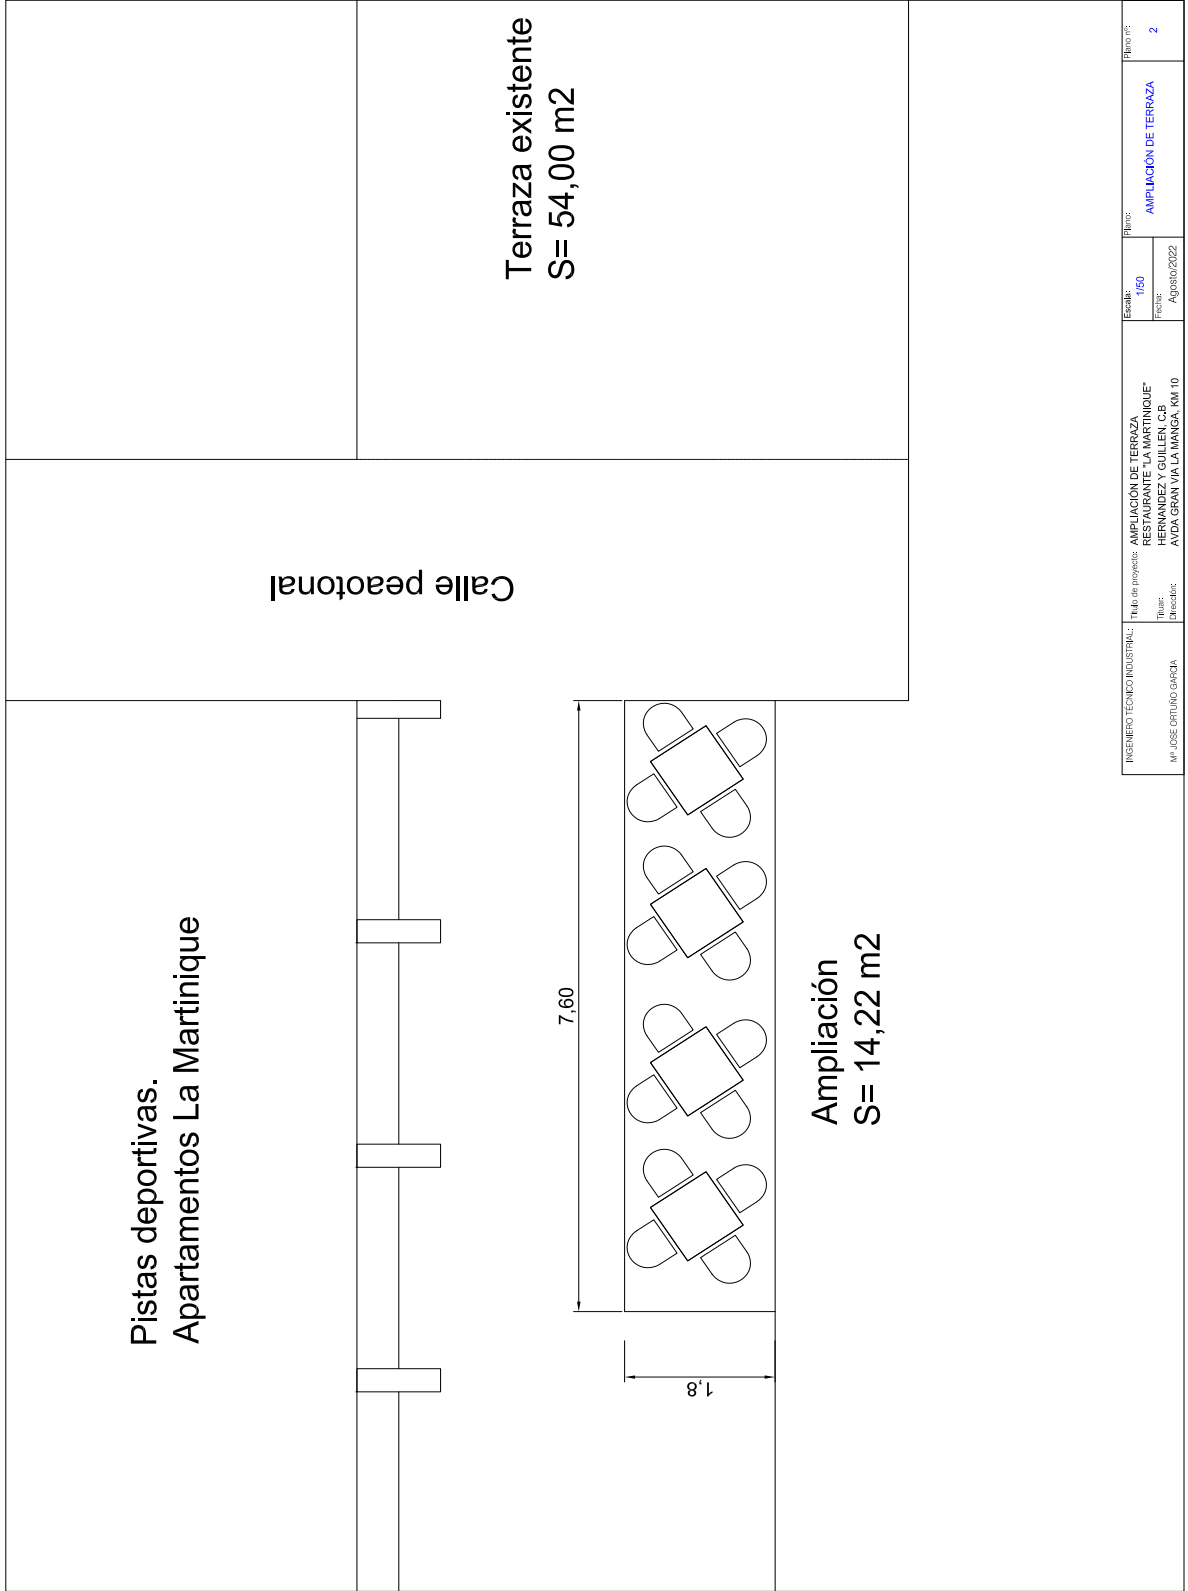 Pistas deportivas.
Apartamentos La Martinique
Calle peaotonal
Terraza existente
S= 54,00 m2
7,60
1,8
Ampliación
S= 14,22 m2
INGENIERO TÉCNICO INDUSTRIAL:
Mª JOSE ORTUÑO GARCIA
Título de proyecto: AMPLIACIÓN DE TERRAZA
RESTAURANTE "LA MARTINIQUE"
Titular: HERNANDEZ Y GUILLEN, C.B
Dirección: AVDA GRAN VIA LA MANGA, KM 10
Escala:
1/50
Fecha:
Agosto/2022
Plano:
AMPLIACIÓN DE TERRAZA
Plano nº:
2